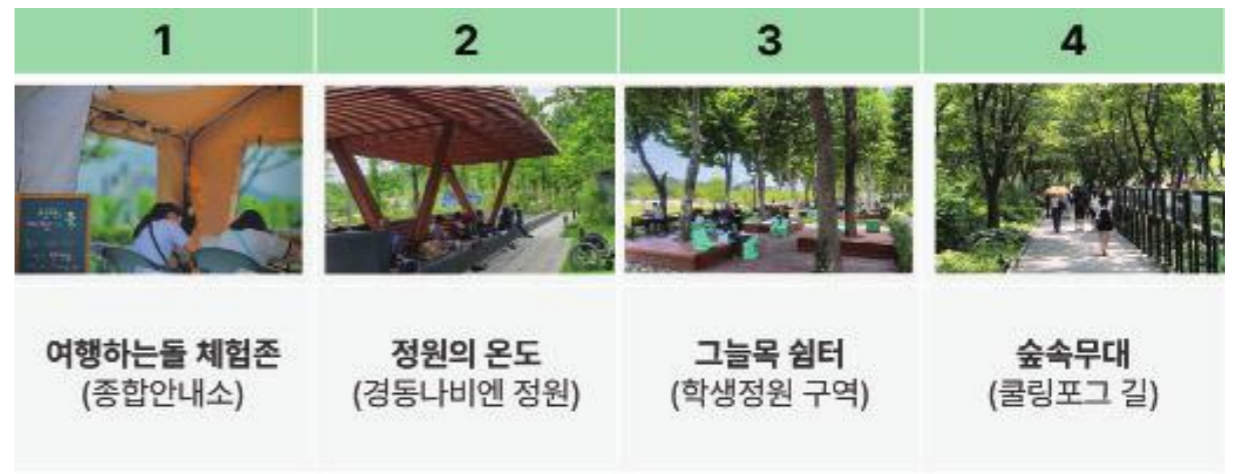 1
2
3
4
여행하는돌 체험존
(종합안내소)
정원의 온도
(경동나비엔 정원)
그늘목 쉼터
(학생정원 구역)
숲속무대
(쿨링포그 길)